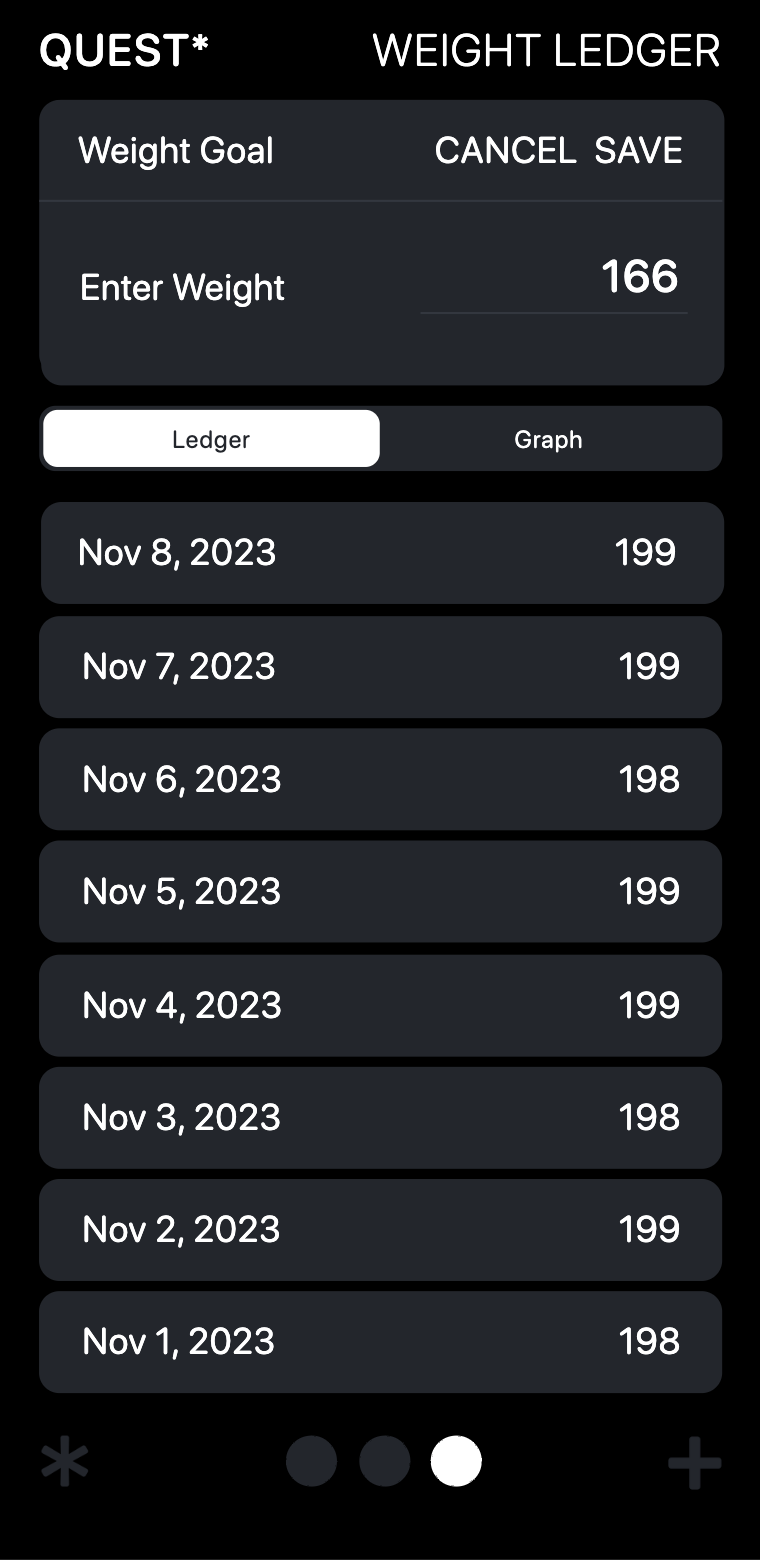 QUEST* WEIGHT LEDGER
Weight Goal CANCEL SAVE
Enter Weight 166
Ledger Graph
Nov 8, 2023 199
Nov 7, 2023 199
Nov 6, 2023 198
Nov 5, 2023 199
Nov 4, 2023 199
Nov 3, 2023 198
Nov 2, 2023 199
Nov 1, 2023 198